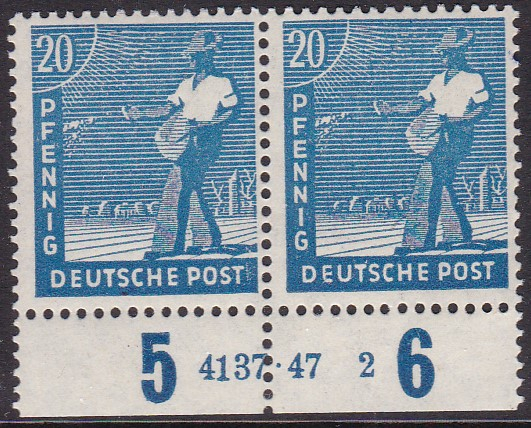 20 20
PFENNIG PFENNIG
DEUTSCHE POST DEUTSCHE POST
5 4137·47 2 6